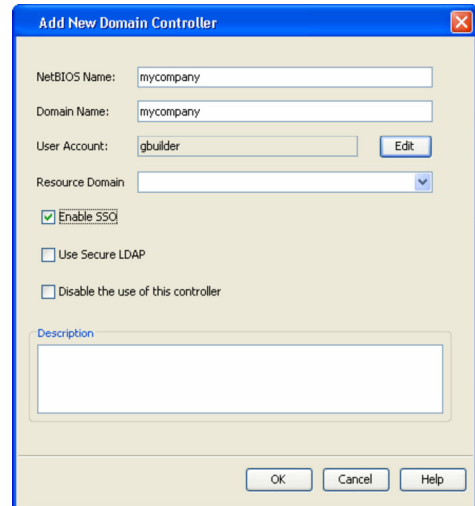 Add New Domain Controller
NetBIOS Name: mycompany
Domain Name: mycompany
User Account: gbuilder Edit
Resource Domain
Enable SSO
Use Secure LDAP
Disable the use of this controller
Description
OK Cancel Help